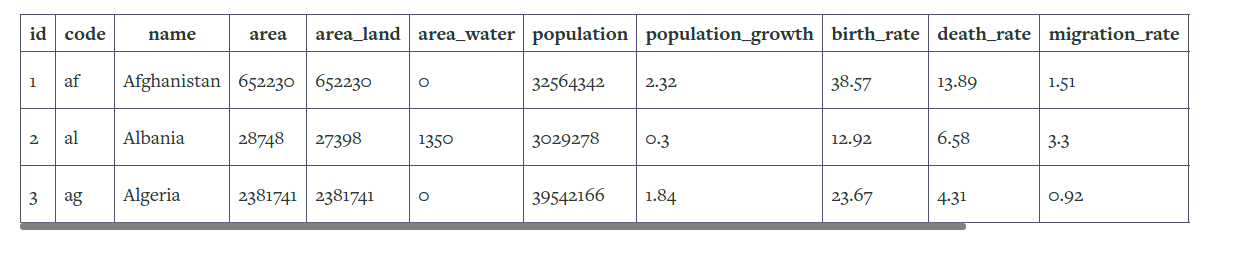 id code name area area_land area_water population population_growth birth_rate death_rate migration_rate
1 af Afghanistan 652230 652230 0 32564342 2.32 38.57 13.89 1.51
2 al Albania 28748 27398 1350 3029278 0.3 12.92 6.58 3.3
3 ag Algeria 2381741 2381741 0 39542166 1.84 23.67 4.31 0.92